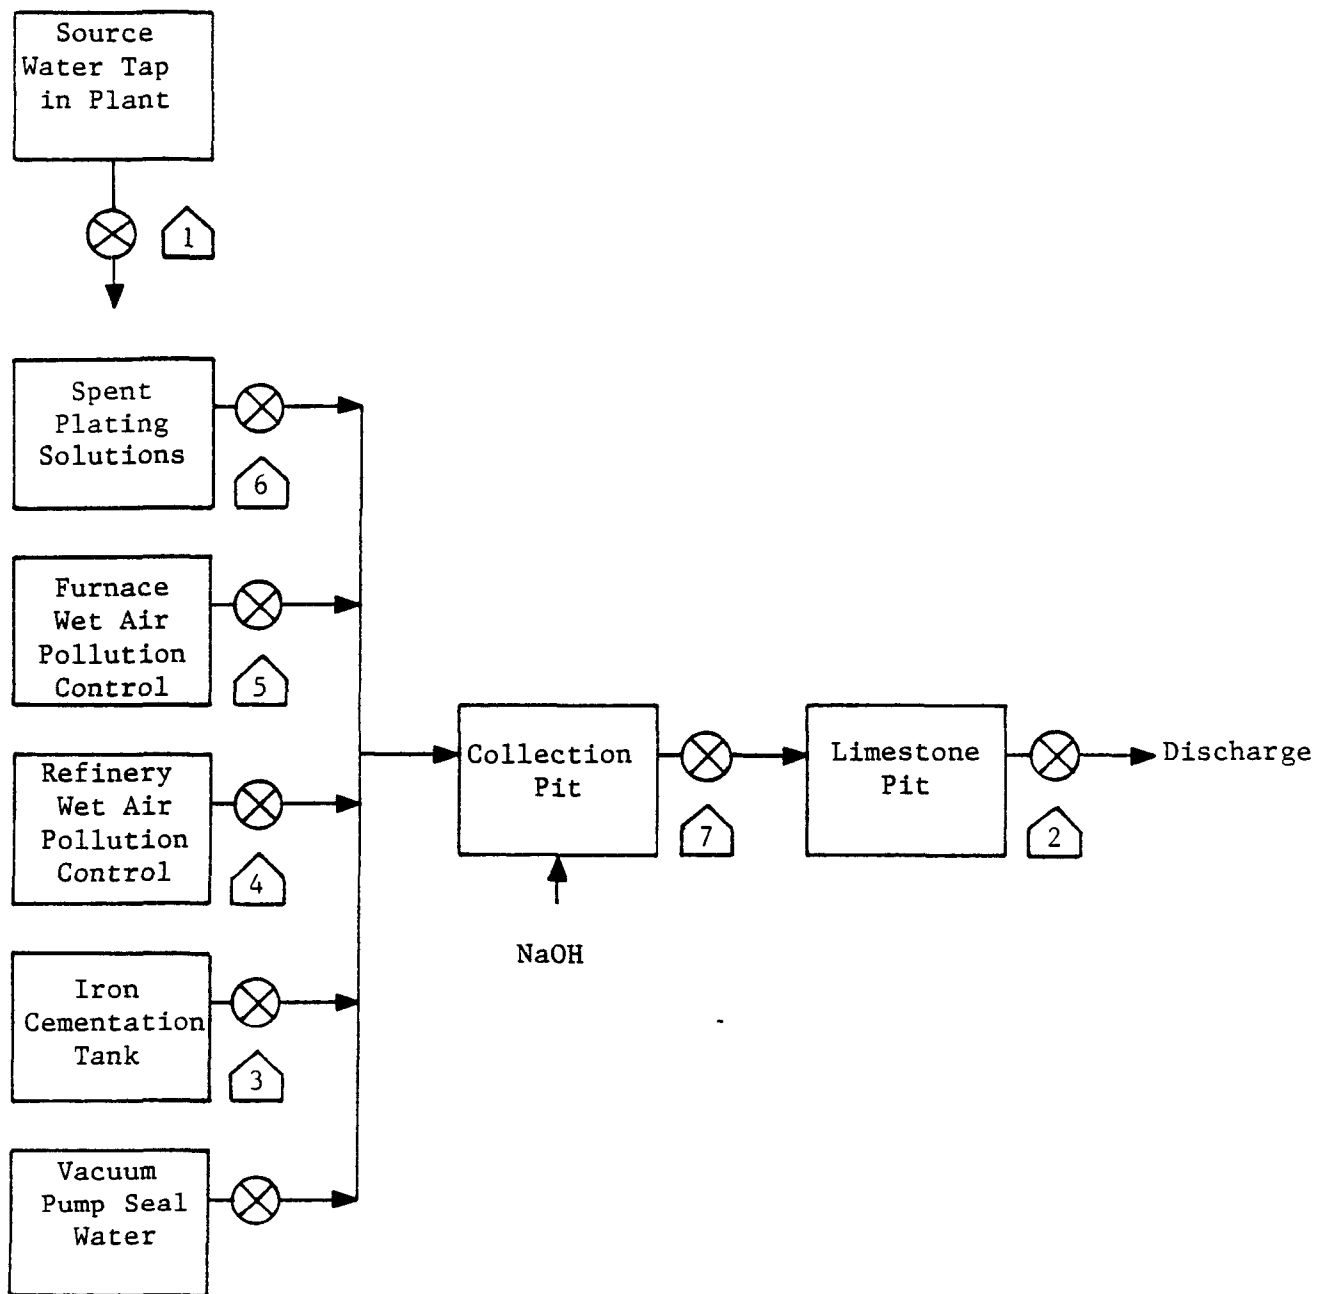 Source
Water Tap
in Plant
1
Spent
Plating
Solutions
6
Furnace
Wet Air
Pollution
Control
5
Refinery
Wet Air
Pollution
Control
4
Iron
Cementation
Tank
3
Vacuum
Pump Seal
Water
Collection
Pit
NaOH
7
Limestone
Pit
2
Discharge